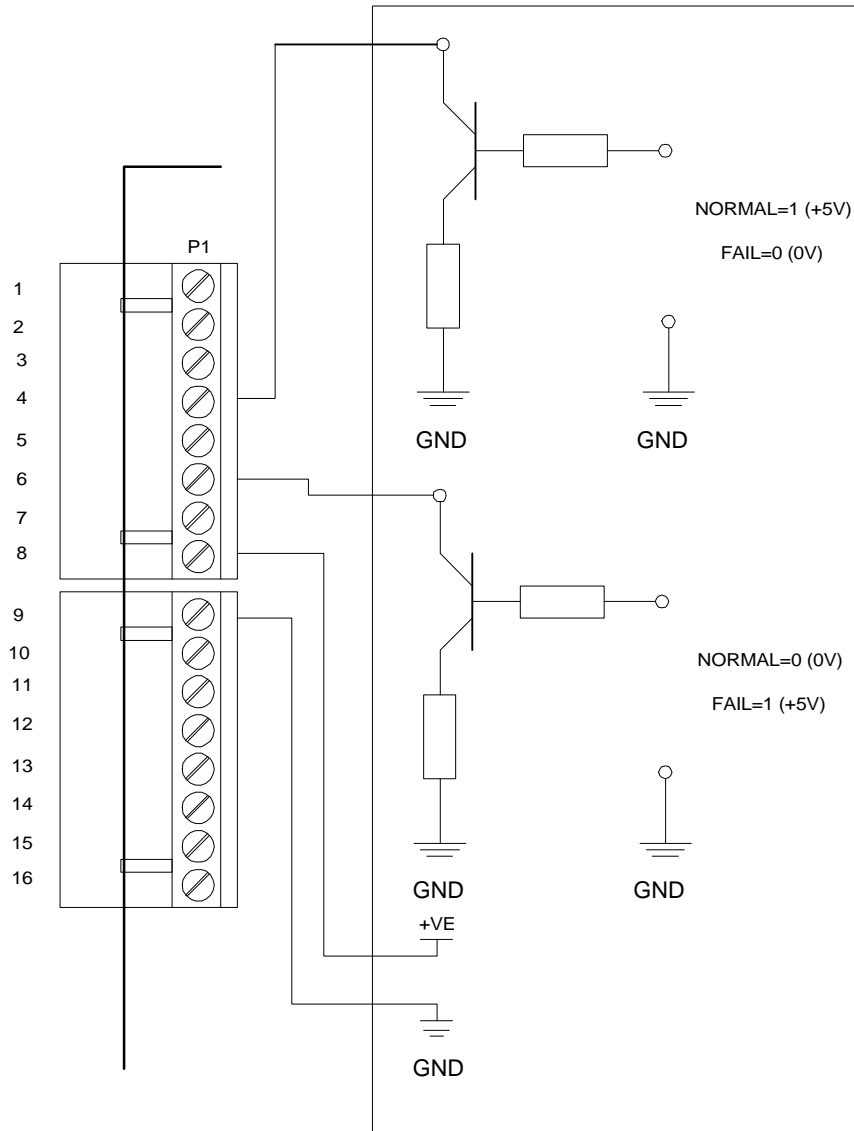 NORMAL=1 (+5V)
P1
FAIL=0 (0V)
1
2
3
4
GND
GND
5
6
7
8
9
10
NORMAL=0 (0V)
11
FAIL=1 (+5V)
12
13
14
15
16
GND
GND
+VE
GND